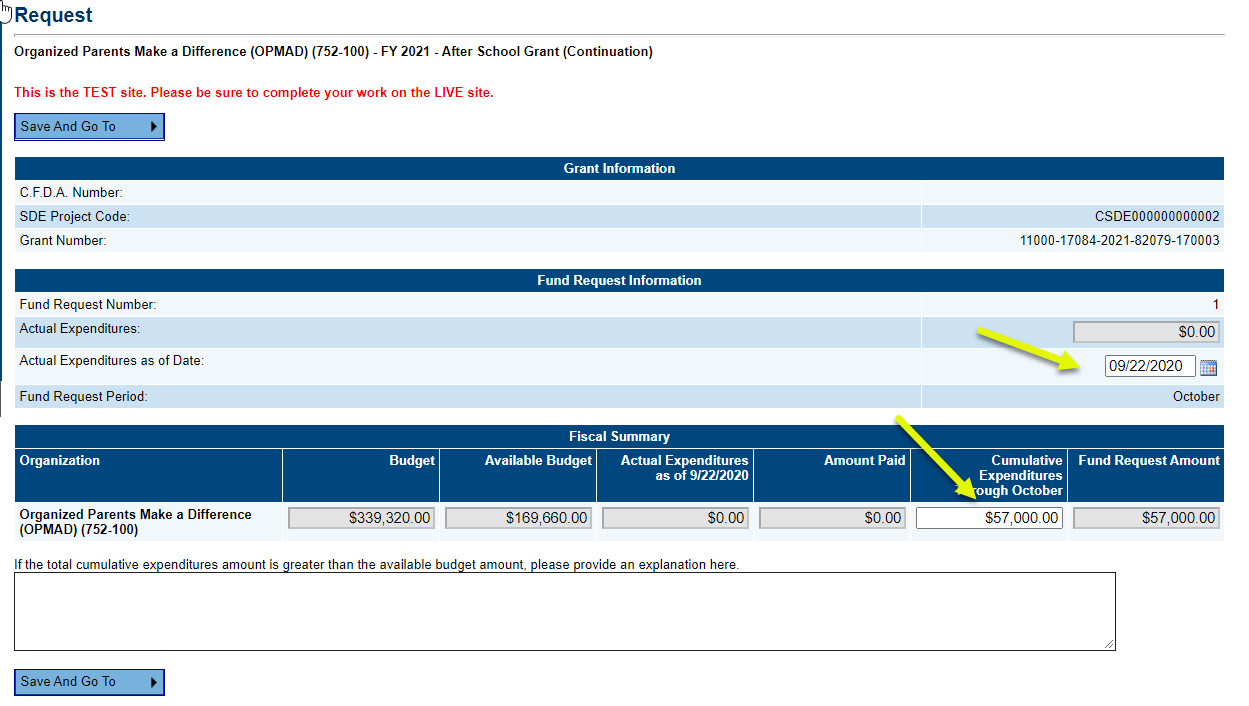 Request
Organized Parents Make a Difference (OPMAD) (752-100) - FY 2021 - After School Grant (Continuation)
This is the TEST site. Please be sure to complete your work on the LIVE site.
Save And Go To
Grant Information
C.F.D.A. Number:
SDE Project Code: CSDE000000000002
Grant Number: 11000-17084-2021-82079-170003
Fund Request Information
Fund Request Number: 1
Actual Expenditures: $0.00
Actual Expenditures as of Date: 09/22/2020
Fund Request Period: October
Fiscal Summary
Organization Budget Available Budget Actual Expenditures Amount Paid Cumulative Fund Request Amount
as of 9/22/2020 Expenditures
October
Organized Parents Make a Difference $339,320.00 $169,660.00 $0.00 $0.00 $57,000.00 $57,000.00
(OPMAD) (752-100)
If the total cumulative expenditures amount is greater than the available budget amount, please provide an explanation here.
Save And Go To